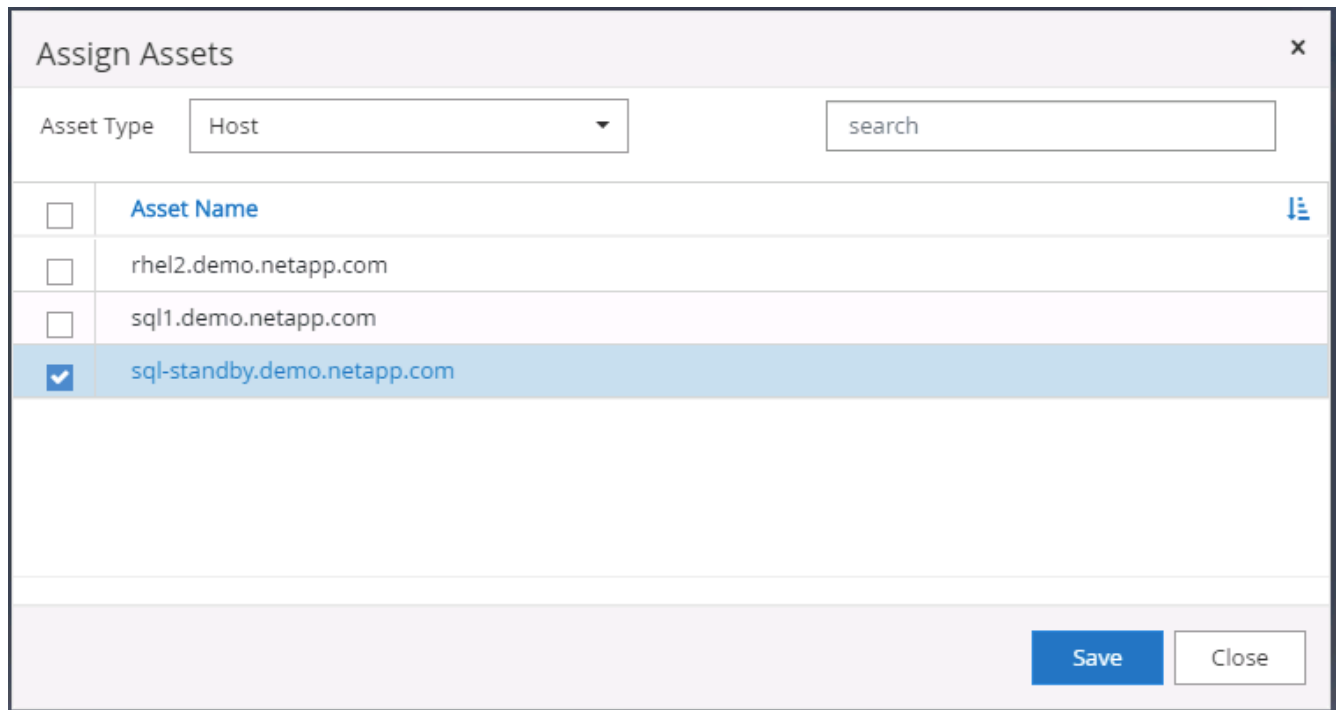 Assign Assets
Asset Type Host search
Asset Name
rhel2.demo.netapp.com
sql1.demo.netapp.com
sql-standby.demo.netapp.com
Save Close